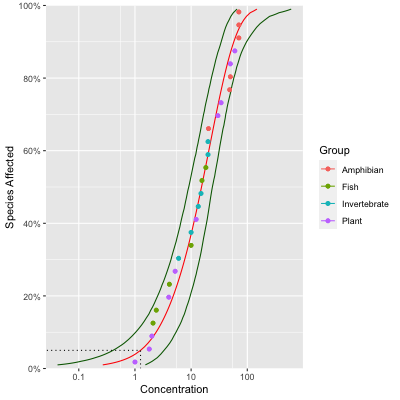 100%
80%
60%
40%
20%
0%
Species Affected
0.1 1 10 100
Concentration
Group
Amphibian
Fish
Invertebrate
Plant